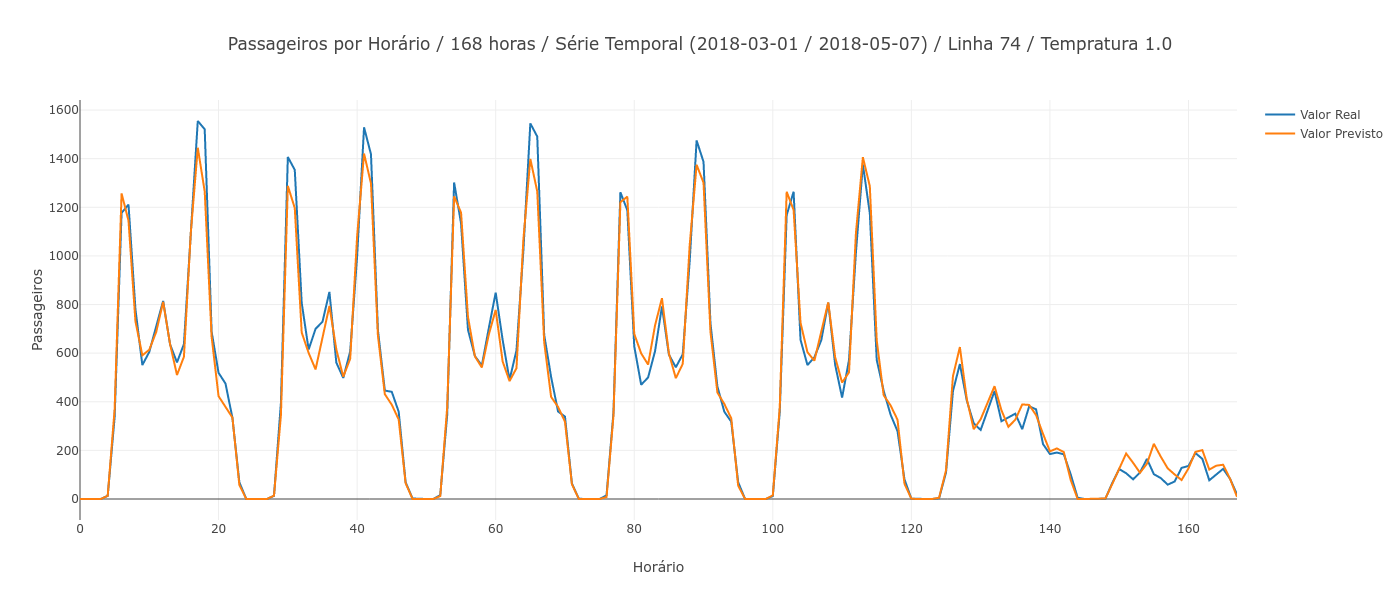 Passageiros por Horário / 168 horas / Série Temporal (2018-03-01 / 2018-05-07) / Linha 74 / Tempratura 1.0
Valor Real
Valor Previsto
Passageiros
1600
1400
1200
1000
800
600
400
200
0
0 20 40 60 80 100 120 140 160
Horário